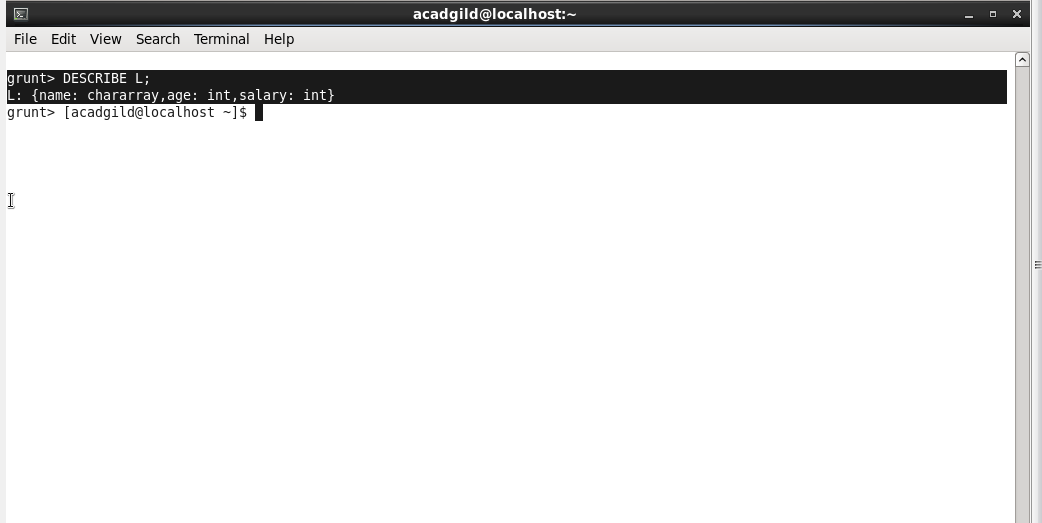 acadgild@localhost:~
File Edit View Search Terminal Help
grunt> DESCRIBE L;
L: {name: chararray,age: int,salary: int}
grunt> [acadgild@localhost ~]$